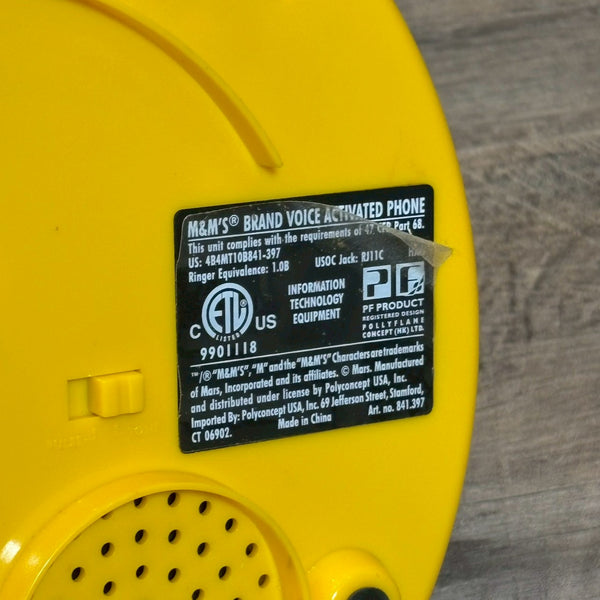 M&M'S® BRAND VOICE ACTIVATED PHONE
This unit complies with the requirements of 47 CFR Part 68.
US: 4B4MT10B841-397
USOC Jack: RJ11C
Ringer Equivalence: 1.0B
C ETL US
LISTED
9901118
INFORMATION
TECHNOLOGY
EQUIPMENT
PF PRODUCT
REGISTERED DESIGN
POLLYFLAME
CONCEPT (HK) LTD.
™/® "M&M'S", "M" and the "M&M'S" Characters are trademarks
of Mars, Incorporated and its affiliates. © Mars. Manufactured
and distributed under license by Polyconcept USA, Inc.
Imported By: Polyconcept USA, Inc. 69 Jefferson Street, Stamford,
CT 06902.
Made in China
Art. no. 841.397